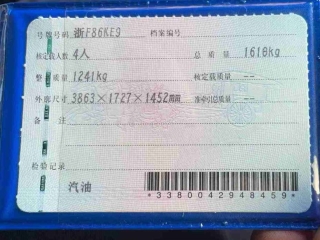 号牌号码 浙F86KE9 档案编号
核定载人数 4人 总质量 1610kg
整备质量 1241kg 核定载质量 --
外廓尺寸 3863×1727×1452mm 准牵引总质量 --
备注
检验记录
汽油
*3380042948459*